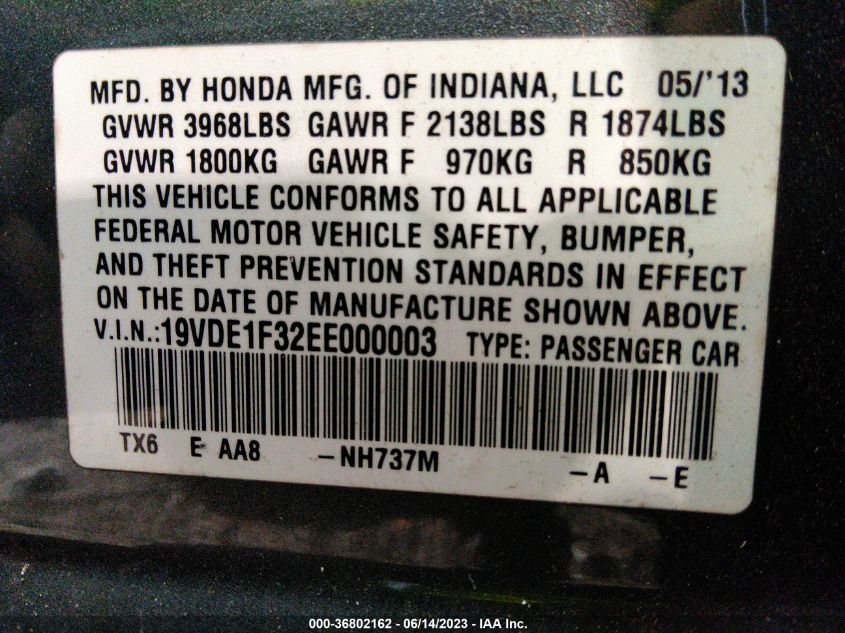 MFD. BY HONDA MFG. OF INDIANA, LLC 05/'13
GVWR 3968LBS GAWR F 2138LBS R 1874LBS
GVWR 1800KG GAWR F 970KG R 850KG
THIS VEHICLE CONFORMS TO ALL APPLICABLE
FEDERAL MOTOR VEHICLE SAFETY, BUMPER,
AND THEFT PREVENTION STANDARDS IN EFFECT
ON THE DATE OF MANUFACTURE SHOWN ABOVE.
V.I.N.:19VDE1F32EE000003 TYPE: PASSENGER CAR
TX6 E AA8 -NH737M -A -E
000-36802162 - 06/14/2023 - IAA Inc.